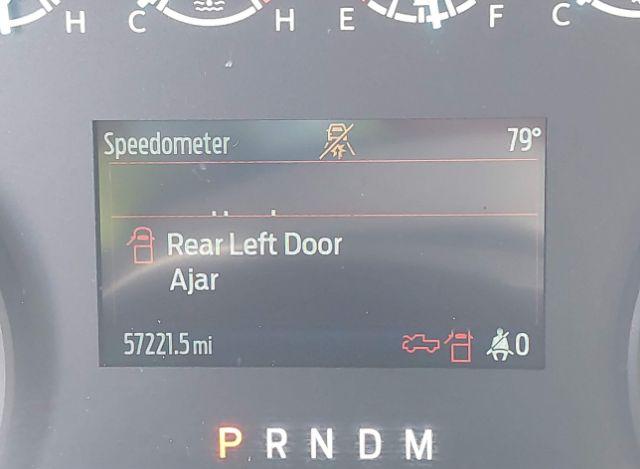 H C H E F C
Speedometer 79°
Rear Left Door
Ajar
57221.5 mi 0
P R N D M